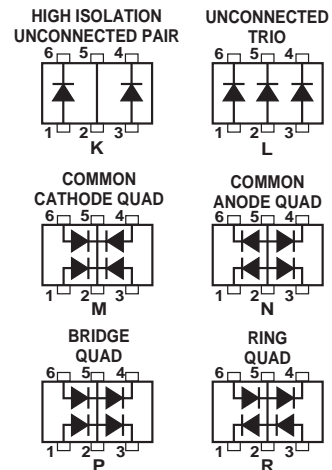 HIGH ISOLATION
UNCONNECTED PAIR
6 5 4
1 2 3
K
UNCONNECTED
TRIO
6 5 4
1 2 3
L
COMMON
CATHODE QUAD
6 5 4
1 2 3
M
COMMON
ANODE QUAD
6 5 4
1 2 3
N
BRIDGE
QUAD
6 5 4
1 2 3
P
RING
QUAD
6 5 4
1 2 3
R